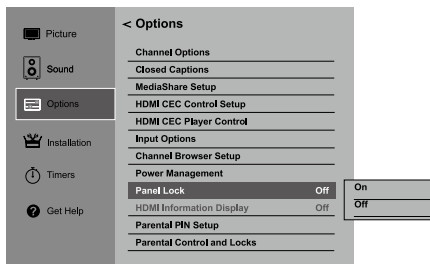 Picture
Sound
Options
Installation
Timers
Get Help
< Options
Channel Options
Closed Captions
MediaShare Setup
HDMI CEC Control Setup
HDMI CEC Player Control
Input Options
Channel Browser Setup
Power Management
Panel Lock Off
HDMI Information Display Off
Parental PIN Setup
Parental Control and Locks
On
Off